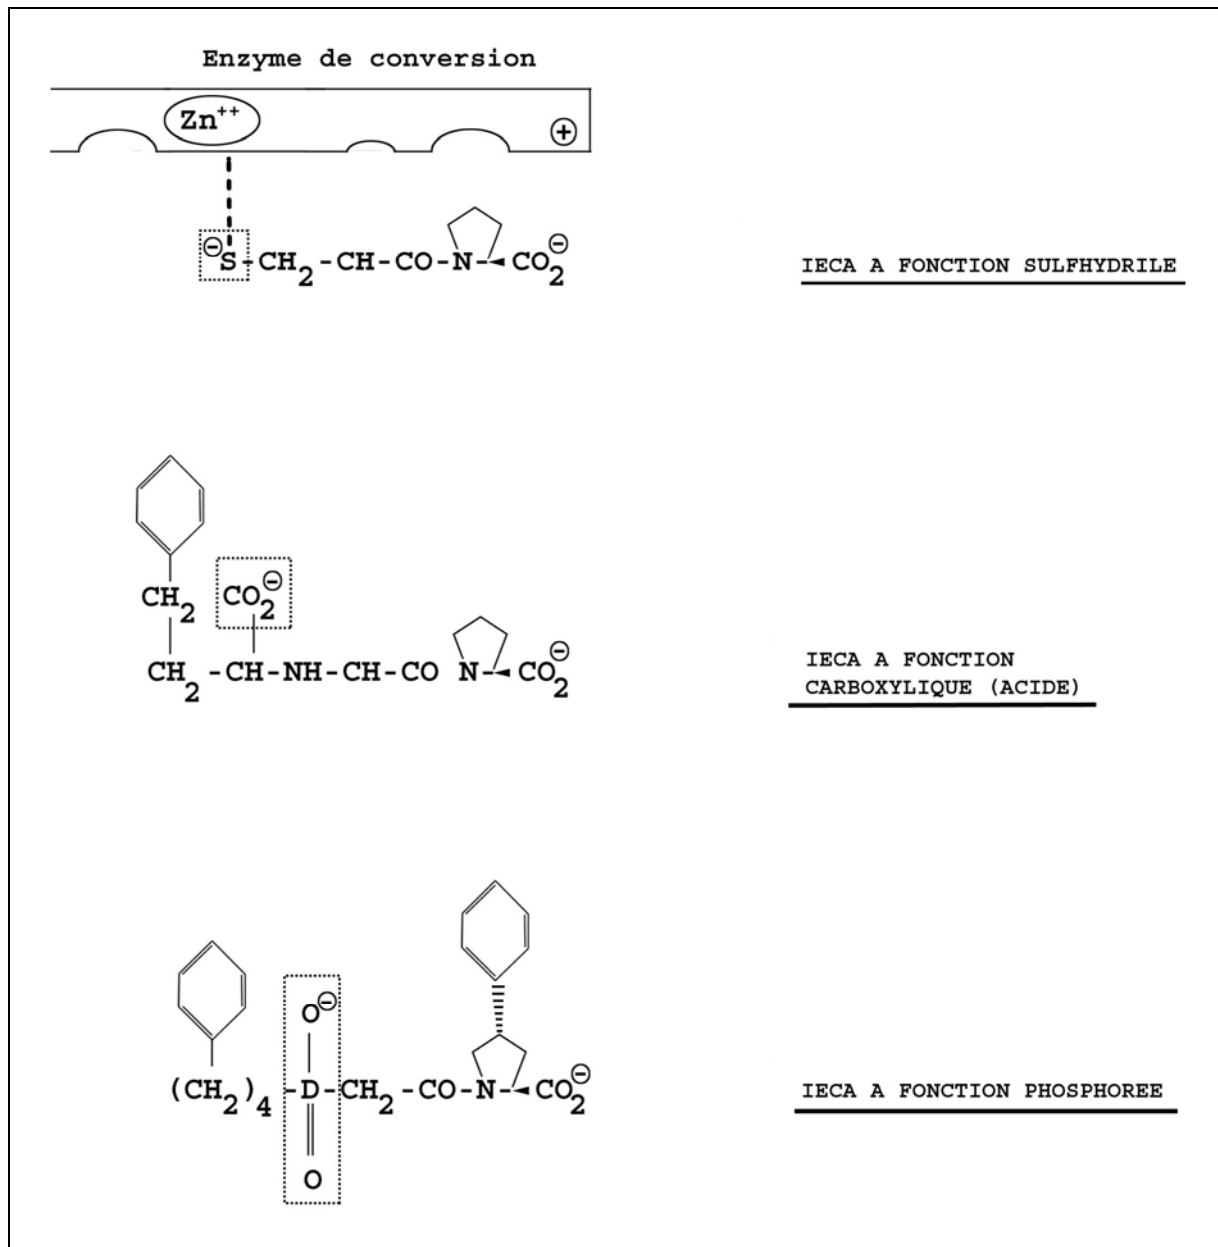 Enzyme de conversion
Zn++
+
⊖S-CH2-CH-CO-N-CO2⊖
IECA A FONCTION SULFHYDRILE
CH2 CO2⊖
CH2-CH-NH-CH-CO N-CO2⊖
IECA A FONCTION
CARBOXYLIQUE (ACIDE)
O⊖
(CH2)4-D-CH2-CO-N-CO2⊖
O
IECA A FONCTION PHOSPHOREE